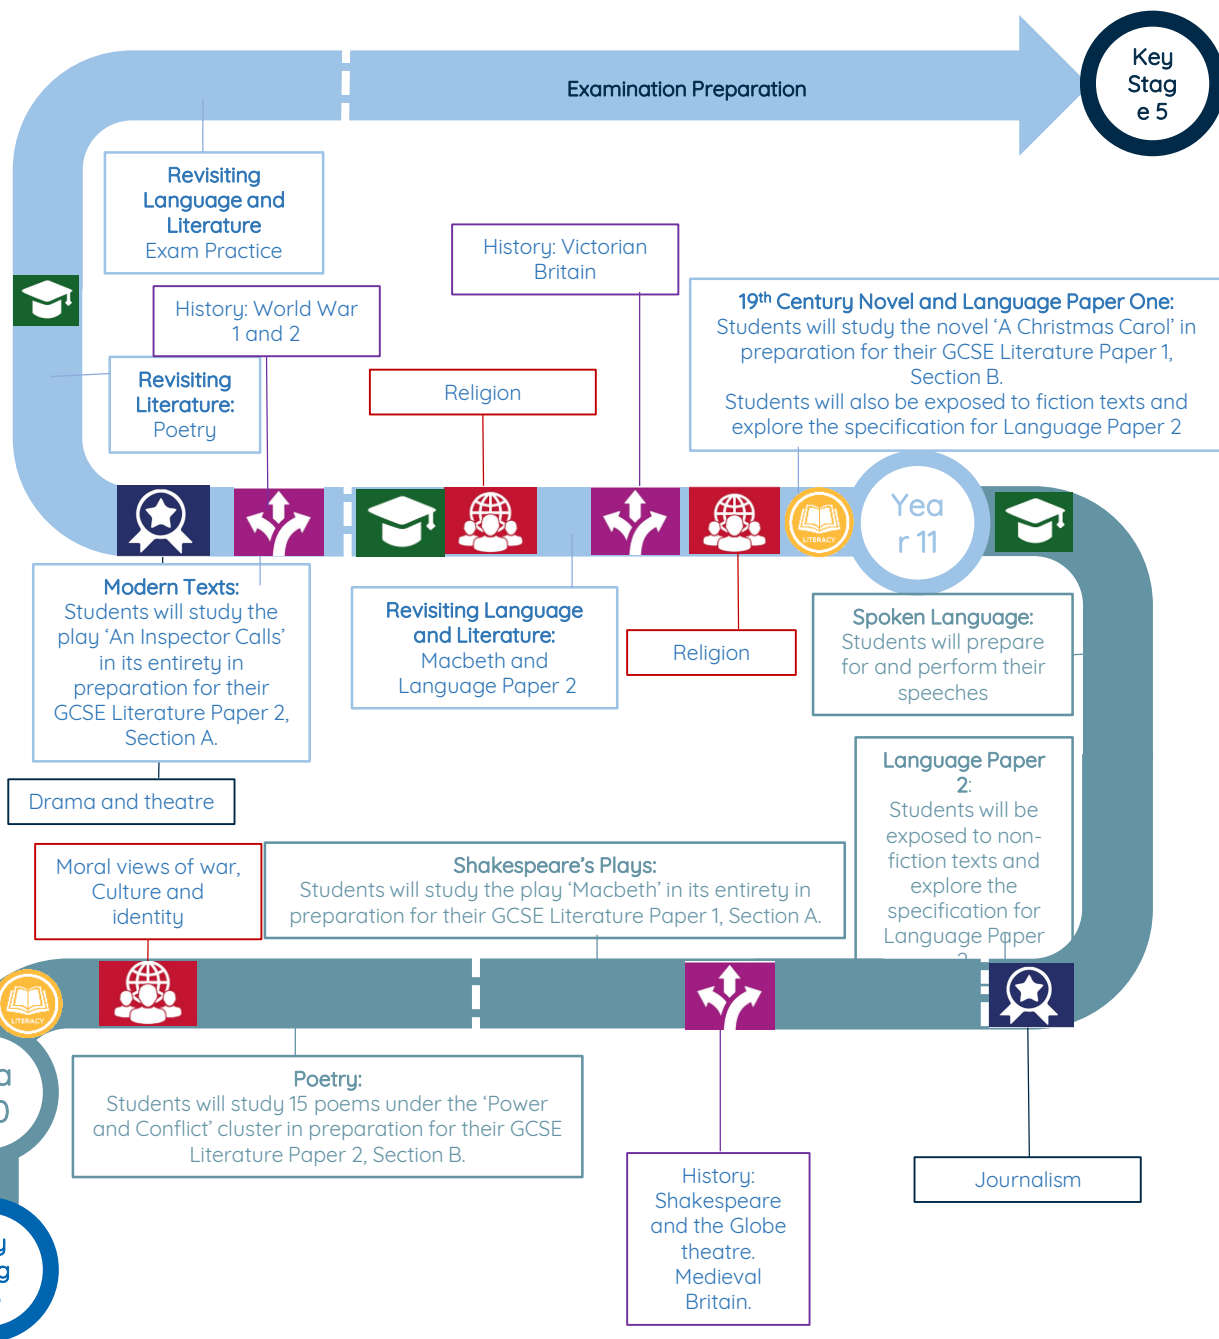 Examination Preparation
Key
Stag
e 5
Revisiting
Language and
Literature
Exam Practice
History: Victorian
Britain
History: World War
1 and 2
19th Century Novel and Language Paper One:
Students will study the novel ‘A Christmas Carol’ in
preparation for their GCSE Literature Paper 1,
Section B.
Students will also be exposed to fiction texts and
explore the specification for Language Paper 2
Revisiting
Literature:
Poetry
Religion
LITERACY
Yea
r 11
Modern Texts:
Students will study the
play ‘An Inspector Calls’
in its entirety in
preparation for their
GCSE Literature Paper 2,
Section A.
Revisiting Language
and Literature:
Macbeth and
Language Paper 2
Religion
Spoken Language:
Students will prepare
for and perform their
speeches
Drama and theatre
Language Paper
2:
Students will be
exposed to non-
fiction texts and
explore the
specification for
Language Paper
Moral views of war,
Culture and
identity
Shakespeare’s Plays:
Students will study the play ‘Macbeth’ in its entirety in
preparation for their GCSE Literature Paper 1, Section A.
LITERACY
a
0
Poetry:
Students will study 15 poems under the ‘Power
and Conflict’ cluster in preparation for their GCSE
Literature Paper 2, Section B.
History:
Shakespeare
and the Globe
theatre.
Medieval
Britain.
Journalism
y
g